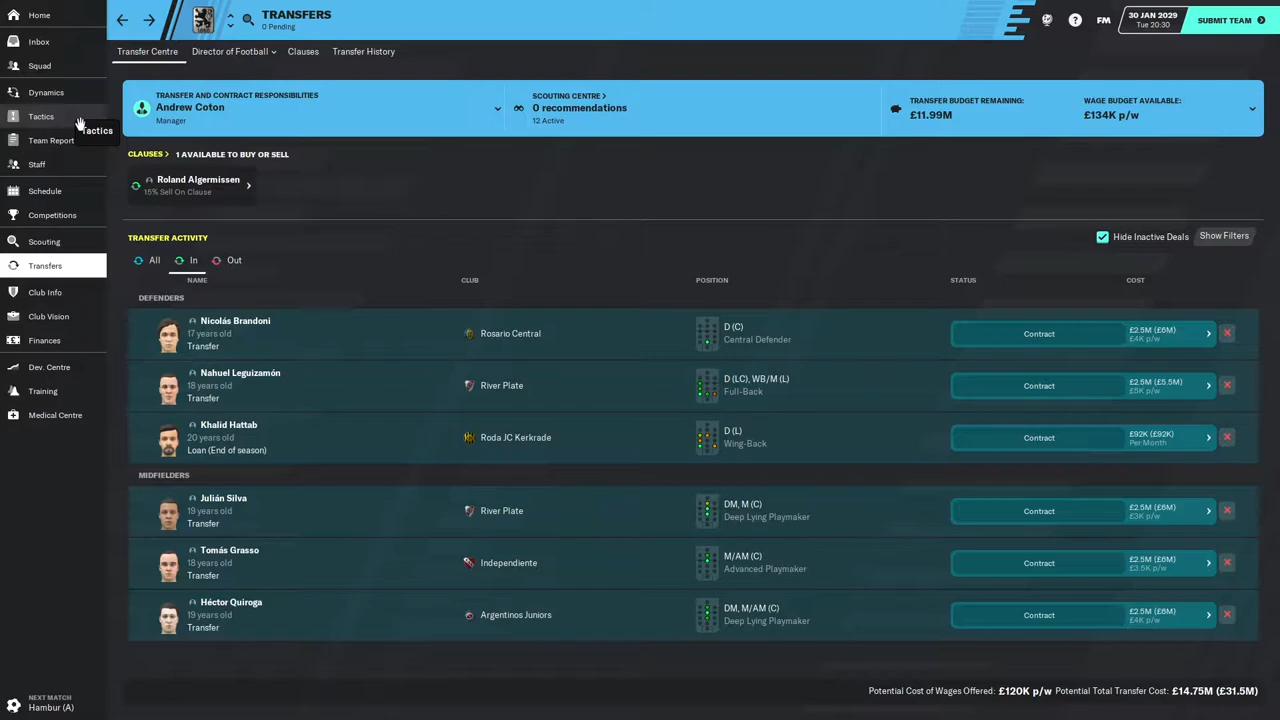 Home
Inbox
Squad
Dynamics
Tactics
Tactics
Team Report
Staff
Schedule
Competitions
Scouting
Transfers
Club Info
Club Vision
Finances
Dev. Centre
Training
Medical Centre
NEXT MATCH
Hambur (A)
TRANSFERS
0 Pending
FM
30 JAN 2029
Tue 20:30
SUBMIT TEAM
Transfer Centre
Director of Football
Clauses
Transfer History
TRANSFER AND CONTRACT RESPONSIBILITIES
Andrew Coton
Manager
SCOUTING CENTRE >
0 recommendations
12 Active
TRANSFER BUDGET REMAINING:
£11.99M
WAGE BUDGET AVAILABLE:
£134K p/w
CLAUSES > 1 AVAILABLE TO BUY OR SELL
Roland Algermissen
15% Sell On Clause
TRANSFER ACTIVITY
Hide Inactive Deals
Show Filters
All In Out
NAME CLUB POSITION STATUS COST
DEFENDERS
Nicolás Brandoni
17 years old
Transfer
Rosario Central
D (C)
Central Defender
Contract
£2.5M (£6M)
£4K p/w
Nahuel Leguizamón
18 years old
Transfer
River Plate
D (LC), WB/M (L)
Full-Back
Contract
£2.5M (£5.5M)
£5K p/w
Khalid Hattab
20 years old
Loan (End of season)
Roda JC Kerkrade
D (L)
Wing-Back
Contract
£92K (£92K)
Per Month
MIDFIELDERS
Julián Silva
19 years old
Transfer
River Plate
DM, M (C)
Deep Lying Playmaker
Contract
£2.5M (£6M)
£3K p/w
Tomás Grasso
18 years old
Transfer
Independiente
M/AM (C)
Advanced Playmaker
Contract
£2.5M (£6M)
£3.5K p/w
Héctor Quiroga
19 years old
Transfer
Argentinos Juniors
DM, M/AM (C)
Deep Lying Playmaker
Contract
£2.5M (£6M)
£4K p/w
Potential Cost of Wages Offered: £120K p/w Potential Total Transfer Cost: £14.75M (£31.5M)